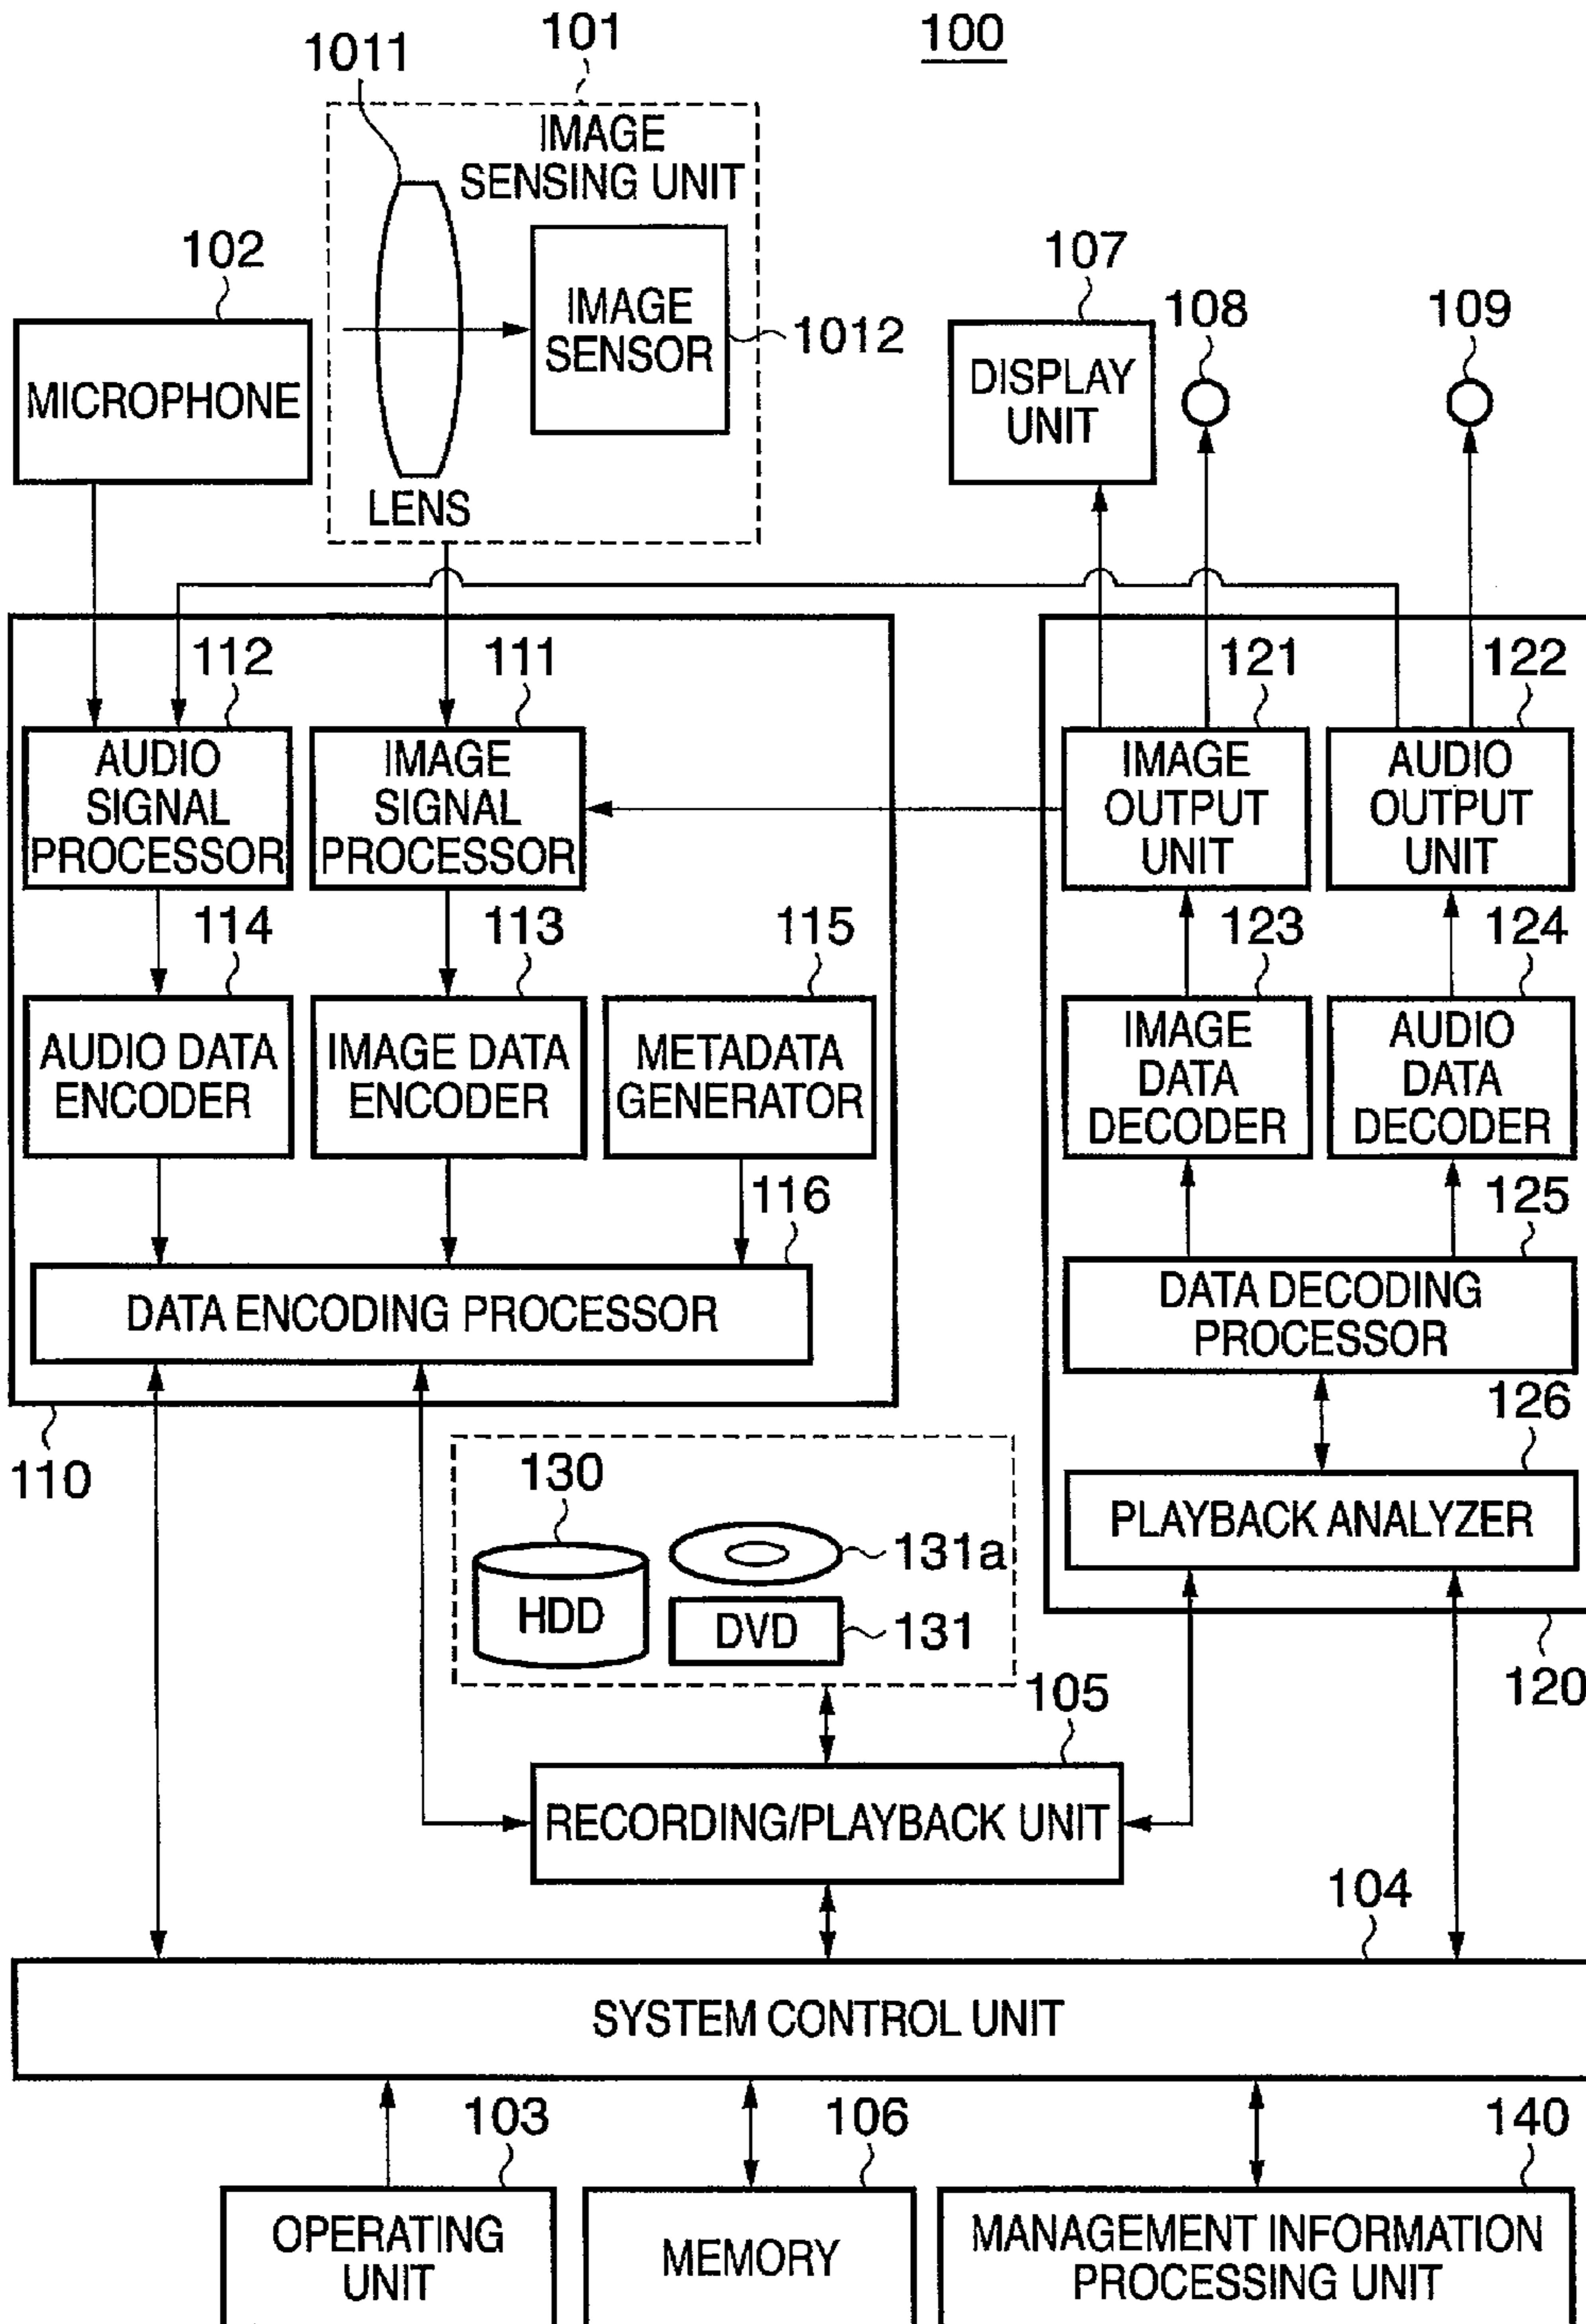 100
101
1011
IMAGE
SENSING UNIT
IMAGE
SENSOR
1012
LENS
102
MICROPHONE
107
DISPLAY
UNIT
108
109
112
AUDIO
SIGNAL
PROCESSOR
111
IMAGE
SIGNAL
PROCESSOR
121
IMAGE
OUTPUT
UNIT
122
AUDIO
OUTPUT
UNIT
114
AUDIO DATA
ENCODER
113
IMAGE DATA
ENCODER
115
METADATA
GENERATOR
123
IMAGE
DATA
DECODER
124
AUDIO
DATA
DECODER
116
DATA ENCODING PROCESSOR
125
DATA DECODING
PROCESSOR
126
PLAYBACK ANALYZER
110
120
130
HDD
131a
DVD
131
105
RECORDING/PLAYBACK UNIT
104
SYSTEM CONTROL UNIT
103
OPERATING
UNIT
106
MEMORY
140
MANAGEMENT INFORMATION
PROCESSING UNIT